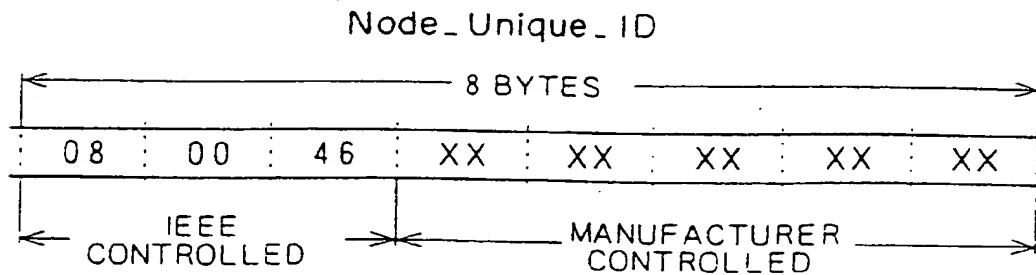 Node_Unique_ID
8 BYTES
08 00 46 XX XX XX XX XX
IEEE
CONTROLLED
MANUFACTURER
CONTROLLED